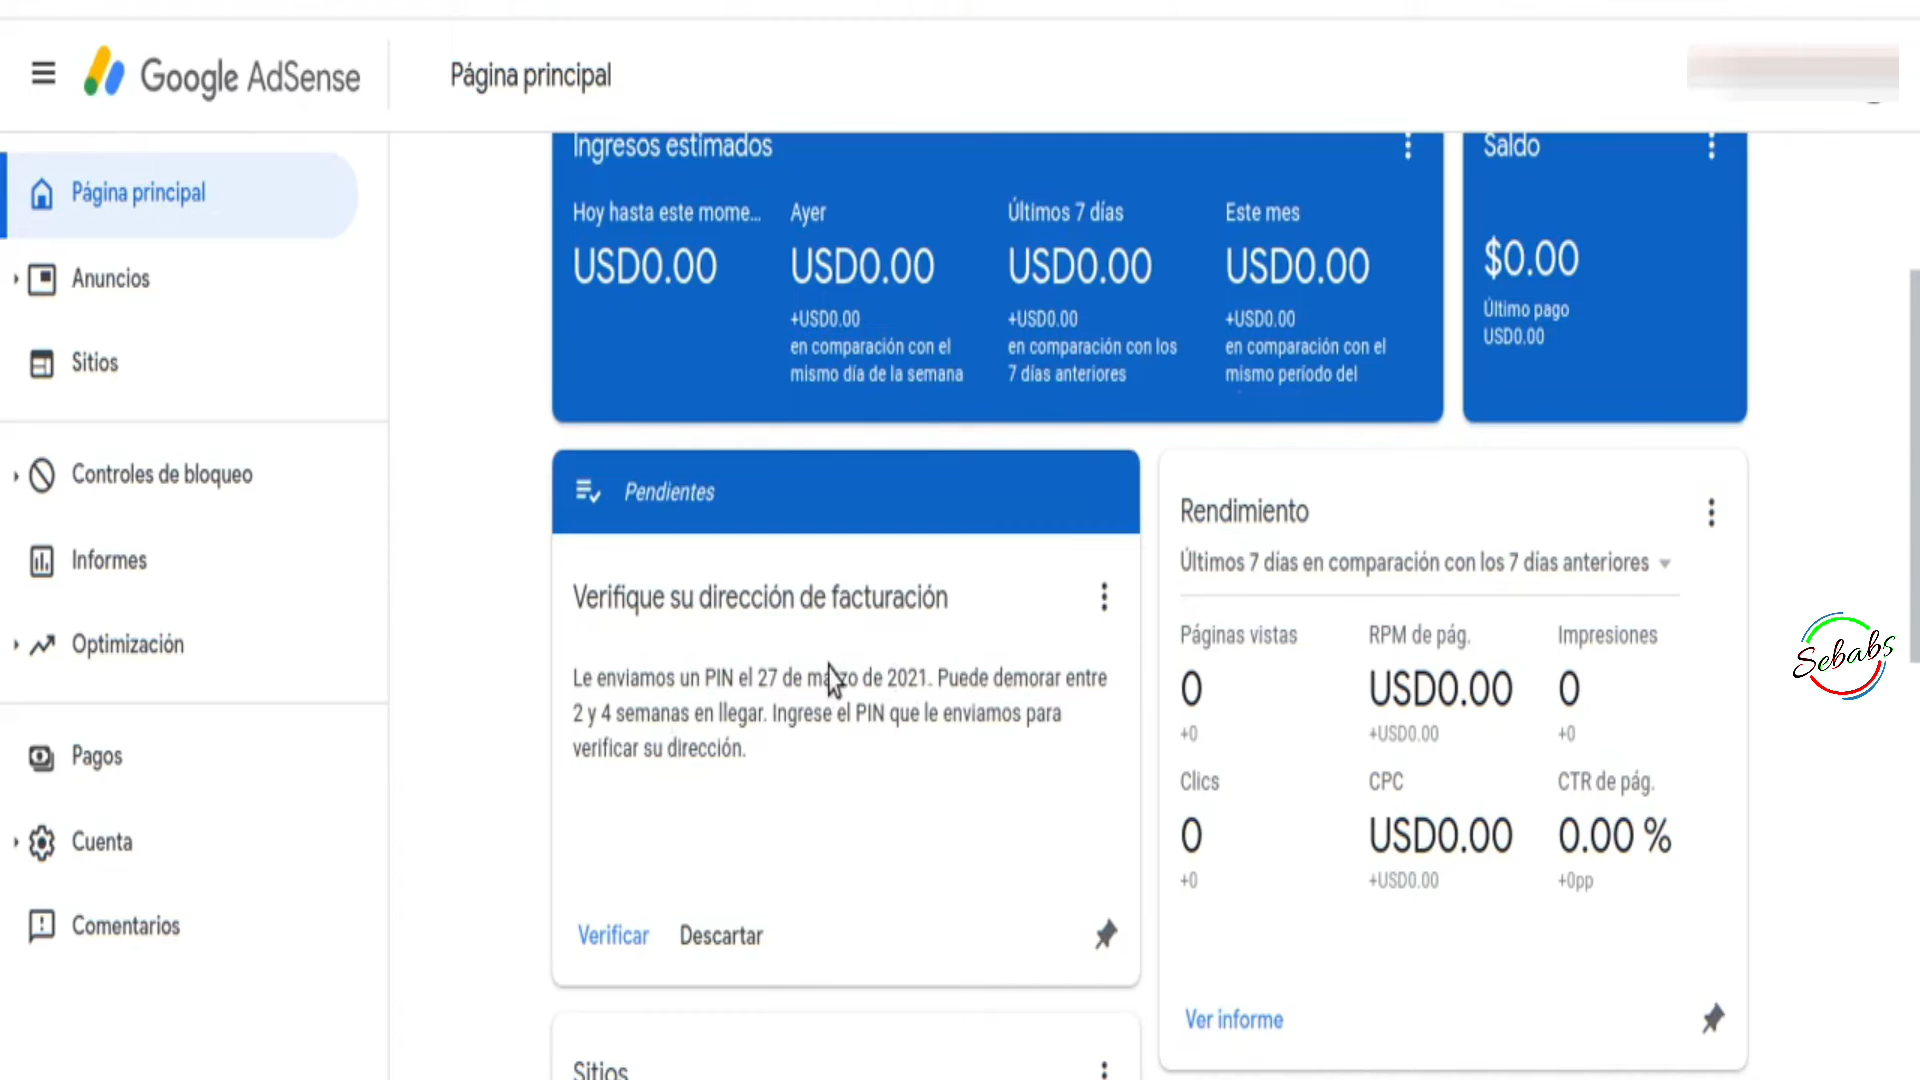 Google AdSense
Página principal
Página principal
Anuncios
Sitios
Controles de bloqueo
Informes
Optimización
Pagos
Cuenta
Comentarios
Ingresos estimados
Hoy hasta este mome...
USD0.00
Ayer
USD0.00
+USD0.00
en comparación con el
mismo día de la semana
Últimos 7 días
USD0.00
+USD0.00
en comparación con los
7 días anteriores
Este mes
USD0.00
+USD0.00
en comparación con el
mismo período del
Saldo
$0.00
Último pago
USD0.00
Pendientes
Verifique su dirección de facturación
Le enviamos un PIN el 27 de marzo de 2021. Puede demorar entre
2 y 4 semanas en llegar. Ingrese el PIN que le enviamos para
verificar su dirección.
Verificar
Descartar
Sitios
Rendimiento
Últimos 7 días en comparación con los 7 días anteriores
Páginas vistas
0
+0
RPM de pág.
USD0.00
+USD0.00
Impresiones
0
+0
Clics
0
+0
CPC
USD0.00
+USD0.00
CTR de pág.
0.00 %
+0pp
Ver informe
Sebabs